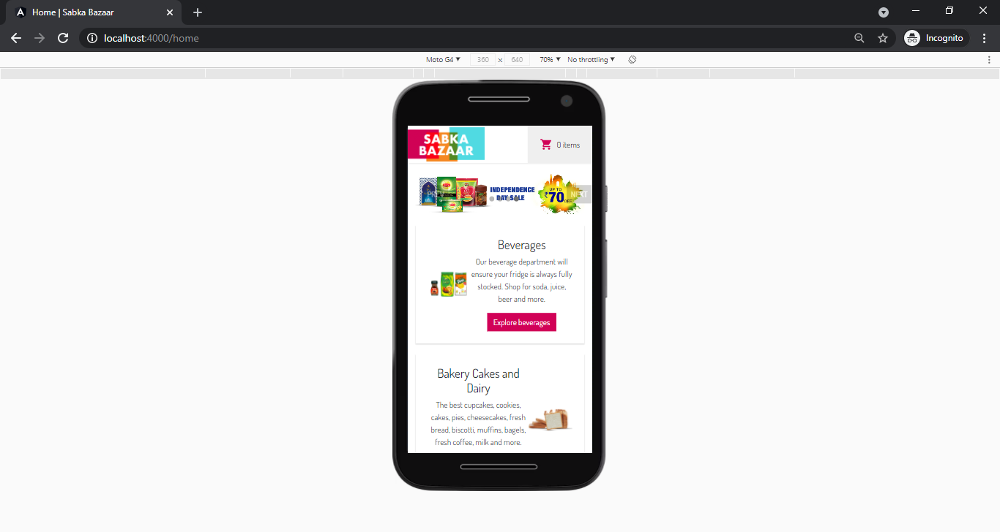 Home | Sabka Bazaar
localhost:4000/home
Incognito
Moto G4 ▼ 360 x 640 70% ▼ No throttling ▼
SABKA
BAZAAR
0 items
PREV
INDEPENDENCE
DAY SALE
UP TO
₹70
OFF*
NEXT
Beverages
Our beverage department will
ensure your fridge is always fully
stocked. Shop for soda, juice,
beer and more.
Explore beverages
Bakery Cakes and
Dairy
The best cupcakes, cookies,
cakes, pies, cheesecakes, fresh
bread, biscotti, muffins, bagels,
fresh coffee, milk and more.